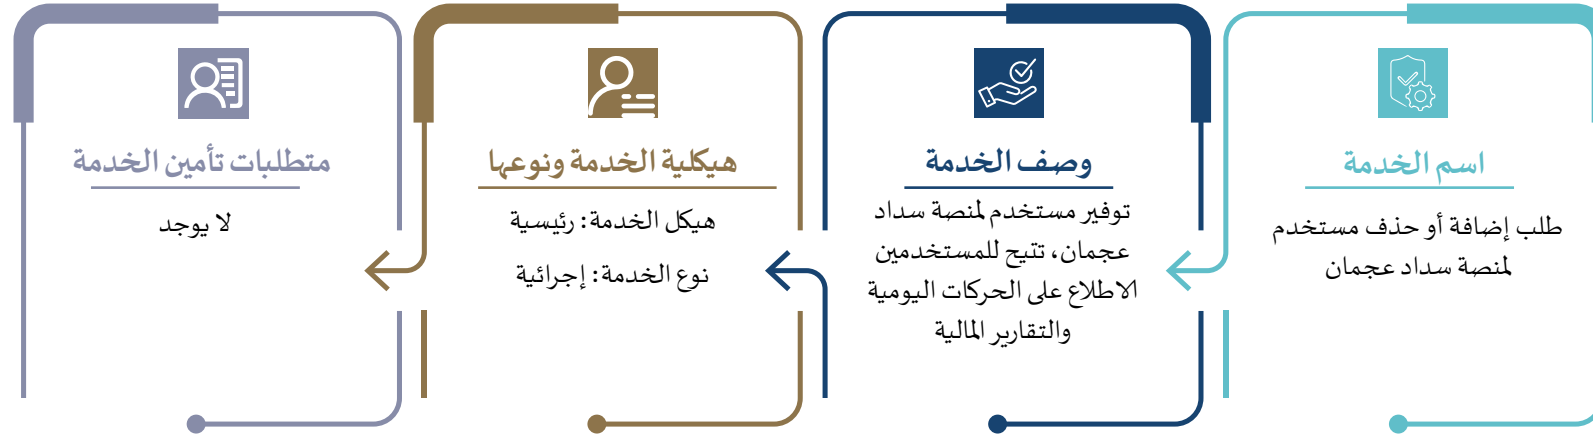 اسم الخدمة
طلب إضافة أو حذف مستخدم
لمنصة سداد عجمان
وصف الخدمة
توفير مستخدم لمنصة سداد
عجمان، تتيح للمستخدمين
الاطلاع على الحركات اليومية
والتقارير المالية
هيكلية الخدمة ونوعها
هيكل الخدمة: رئيسية
نوع الخدمة: إجرائية
متطلبات تأمين الخدمة
لا يوجد